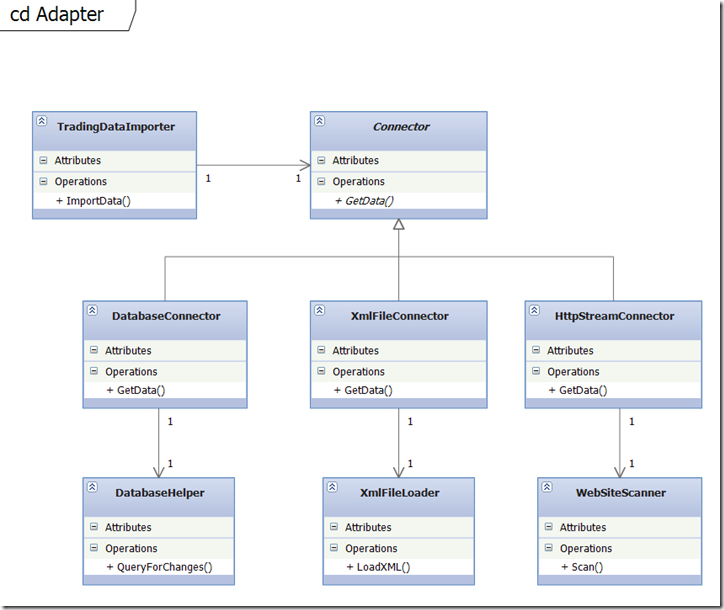 cd Adapter
TradingDataImporter
Attributes
Operations
+ ImportData()
1
1
Connector
Attributes
Operations
+ GetData()
DatabaseConnector
Attributes
Operations
+ GetData()
XmlFileConnector
Attributes
Operations
+ GetData()
HttpStreamConnector
Attributes
Operations
+ GetData()
1
1
1
1
1
1
DatabaseHelper
Attributes
Operations
+ QueryForChanges()
XmlFileLoader
Attributes
Operations
+ LoadXML()
WebSiteScanner
Attributes
Operations
+ Scan()